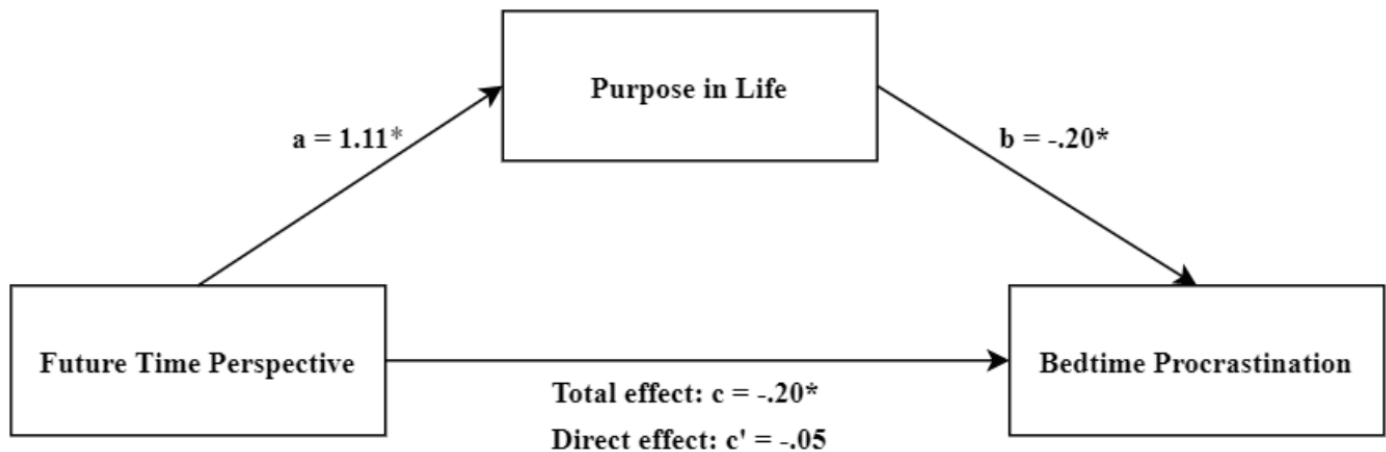 Purpose in Life
a = 1.11*
b = -.20*
Future Time Perspective
Bedtime Procrastination
Total effect: c = -.20*
Direct effect: c' = -.05